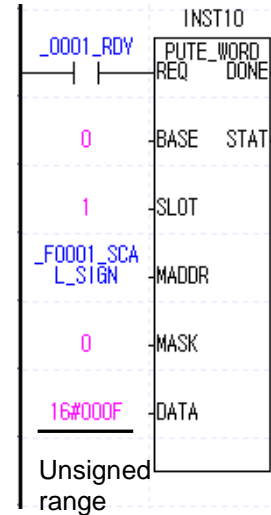 INST10
_0001_RDY
PUTE_WORD
REQ DONE
0 BASE STAT
1 SLOT
_F0001_SCA
L_SIGN MADDR
0 MASK
16#000F DATA
Unsigned
range